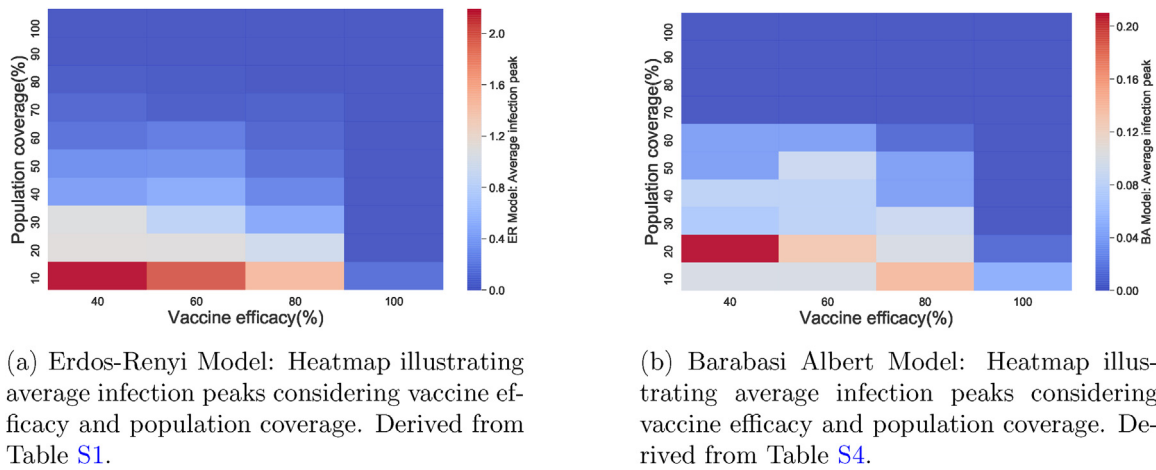 100
90
80
70
60
50
40
30
20
10
Population coverage(%)
40 60 80 100
Vaccine efficacy(%)
2.0
1.6
1.2
0.8
0.4
0.0
ER Model: Average infection peak
(a) Erdos-Renyi Model: Heatmap illustrating
average infection peaks considering vaccine ef-
ficacy and population coverage. Derived from
Table S1.
100
90
80
70
60
50
40
30
20
10
Population coverage(%)
40 60 80 100
Vaccine efficacy(%)
0.20
0.16
0.12
0.08
0.04
0.00
BA Model: Average infection peak
(b) Barabasi Albert Model: Heatmap illus-
trating average infection peaks considering
vaccine efficacy and population coverage. De-
rived from Table S4.